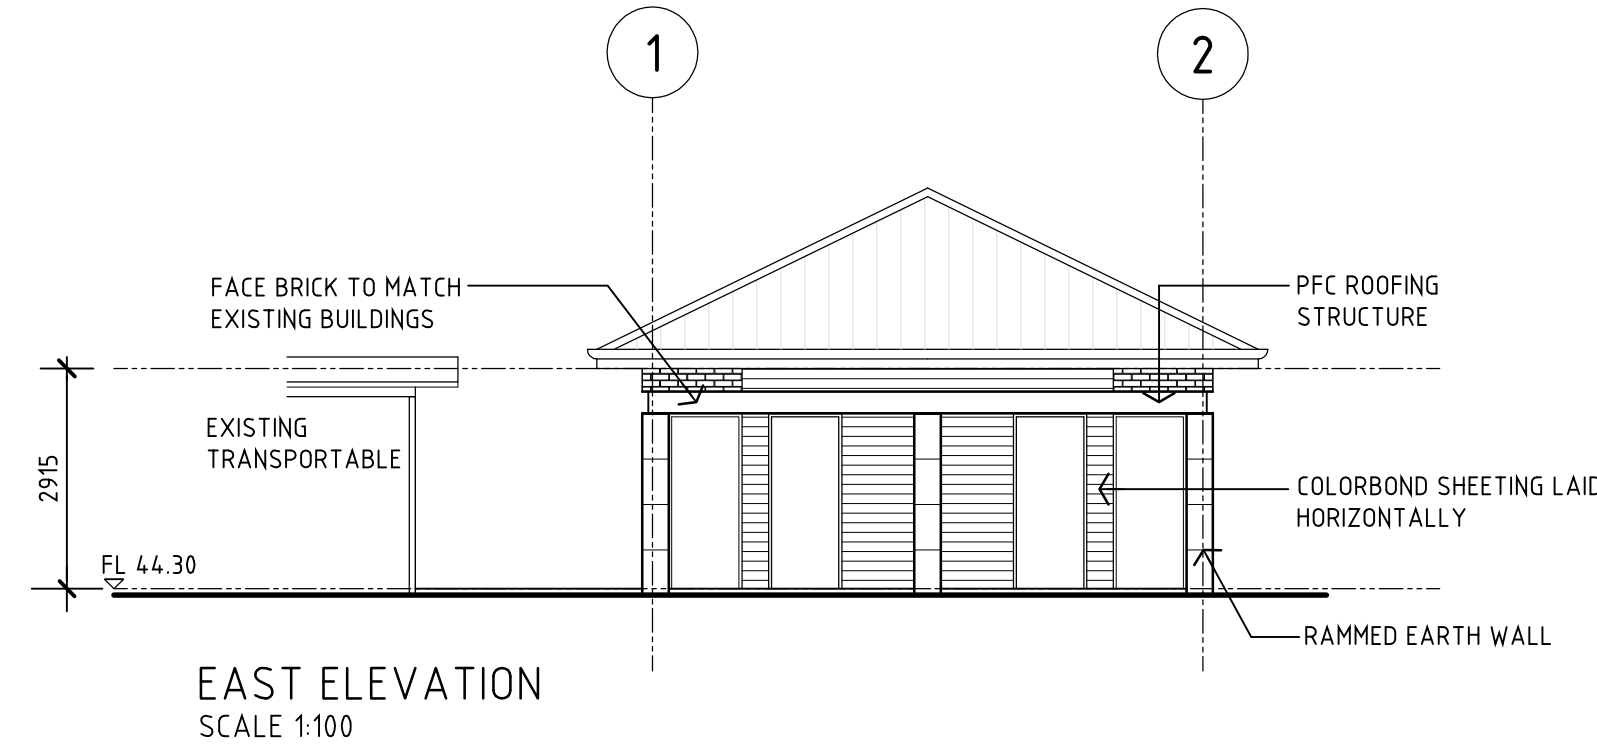 1
2
FACE BRICK TO MATCH
EXISTING BUILDINGS
PFC ROOFING
STRUCTURE
EXISTING
TRANSPORTABLE
2915
COLORBOND SHEETING LAID
HORIZONTALLY
FL 44.30
RAMMED EARTH WALL
EAST ELEVATION
SCALE 1:100